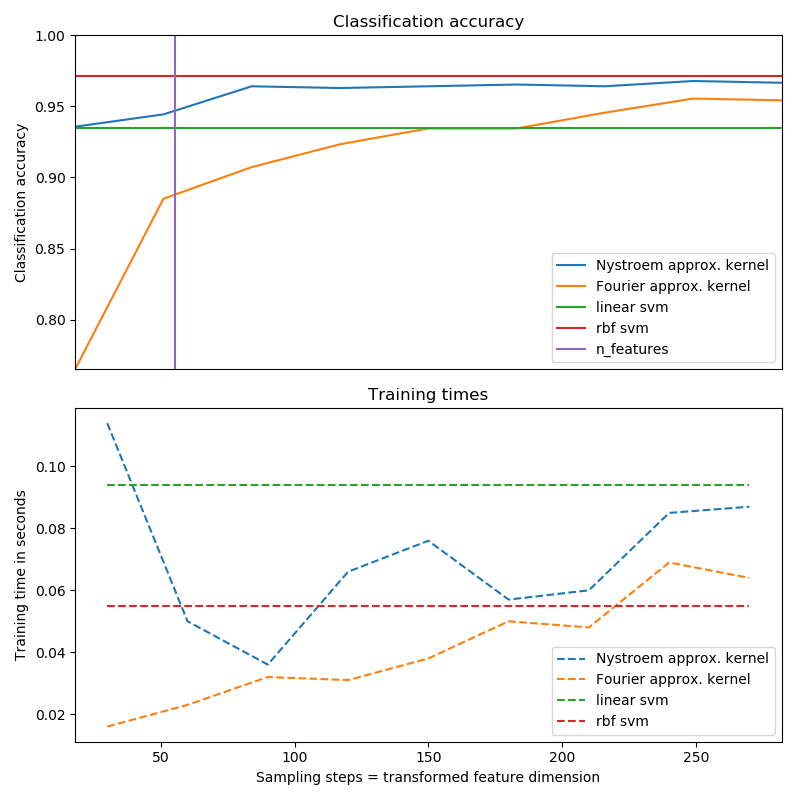 Classification accuracy
1.00
0.95
0.90
0.85
0.80
Classification accuracy
Nystroem approx. kernel
Fourier approx. kernel
linear svm
rbf svm
n_features
Training times
0.10
0.08
0.06
0.04
0.02
Training time in seconds
Nystroem approx. kernel
Fourier approx. kernel
linear svm
rbf svm
50 100 150 200 250
Sampling steps = transformed feature dimension